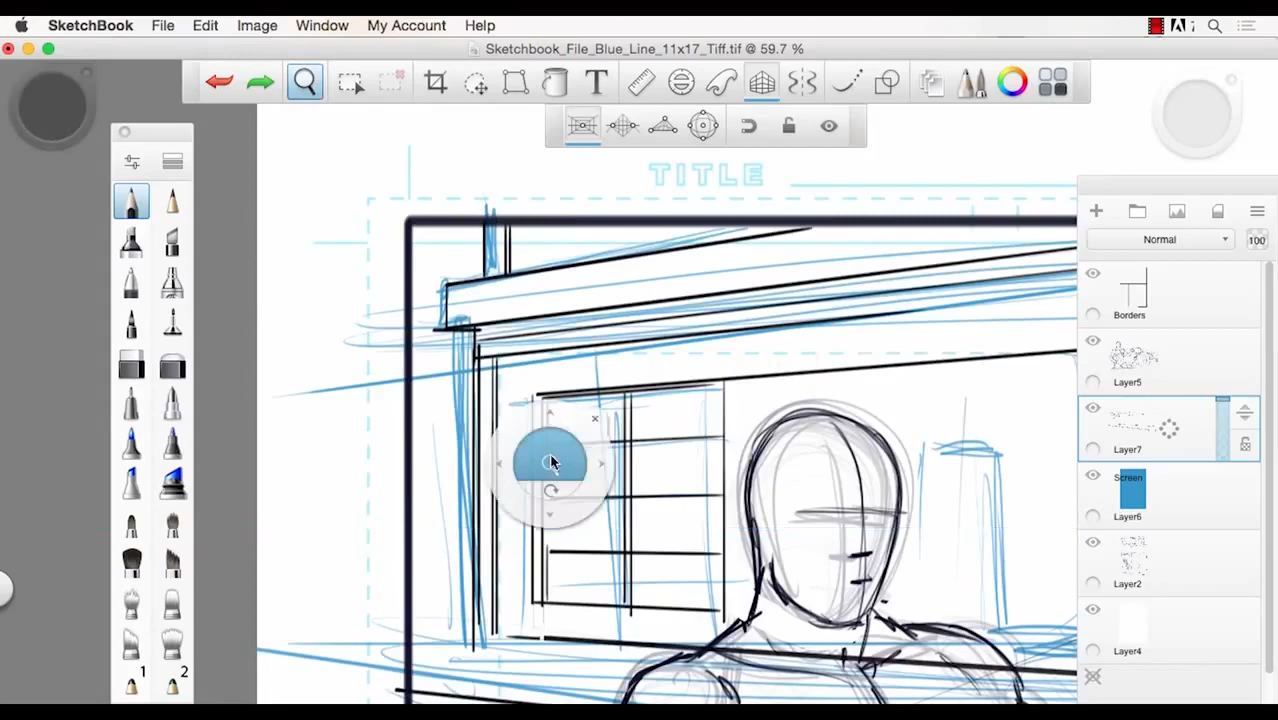 SketchBook File Edit Image Window My Account Help
Sketchbook_File_Blue_Line_11x17_Tiff.tif @ 59.7 %
T
TITLE
Normal 100
Borders
Layer5
Layer7
Screen
Layer6
Layer2
Layer4
1 2